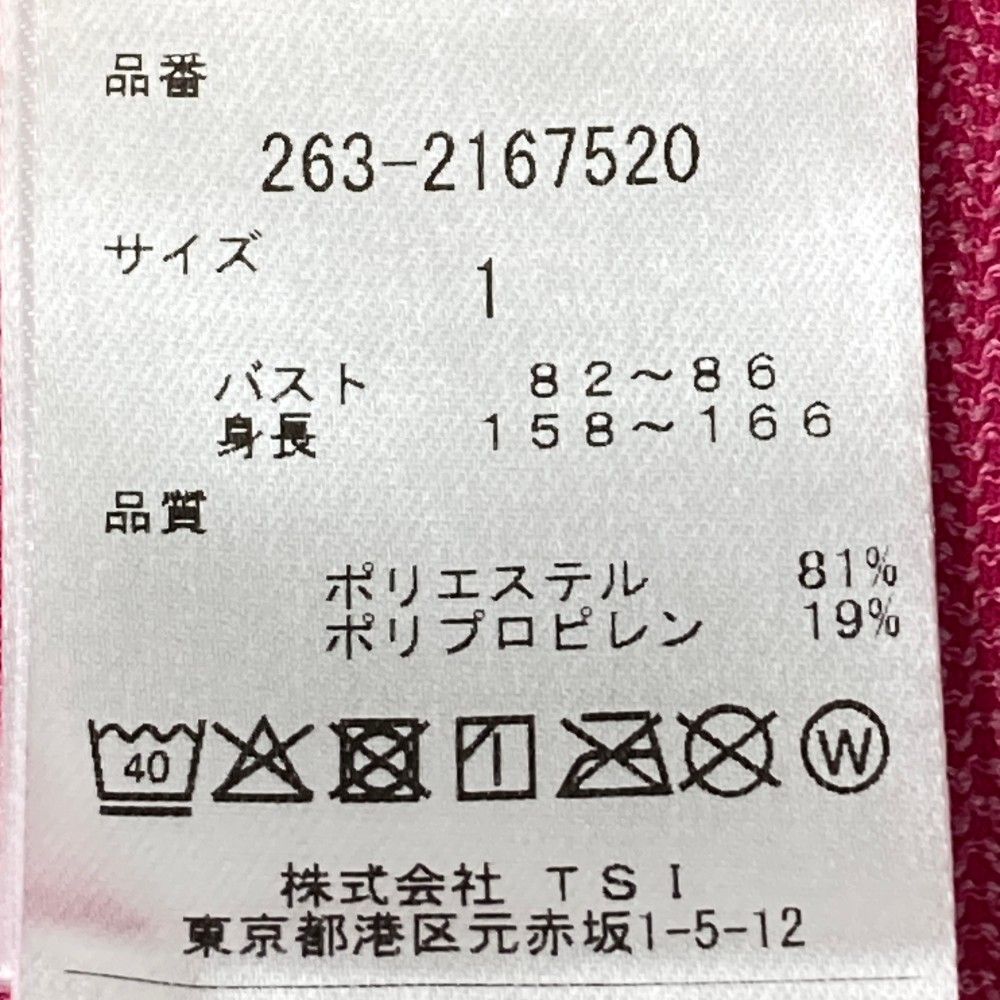 品番
263-2167520
サイズ
1
バスト 82～86
身長 158～166
品質
ポリエステル 81%
ポリプロピレン 19%
40 W
株式会社 TSI
東京都港区元赤坂1-5-12